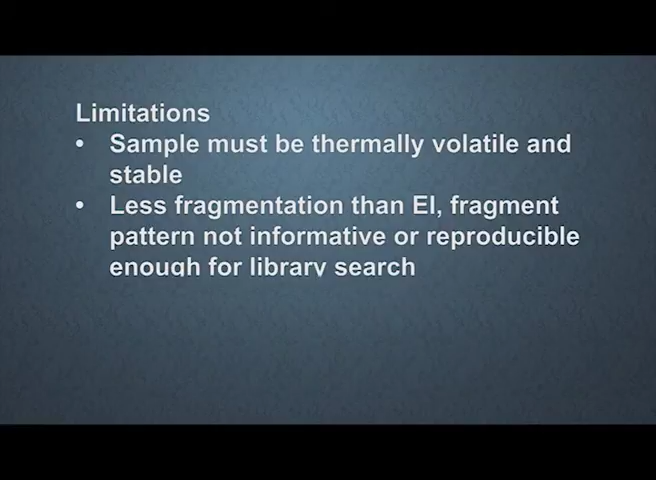 Limitations
• Sample must be thermally volatile and
stable
• Less fragmentation than EI, fragment
pattern not informative or reproducible
enough for library search